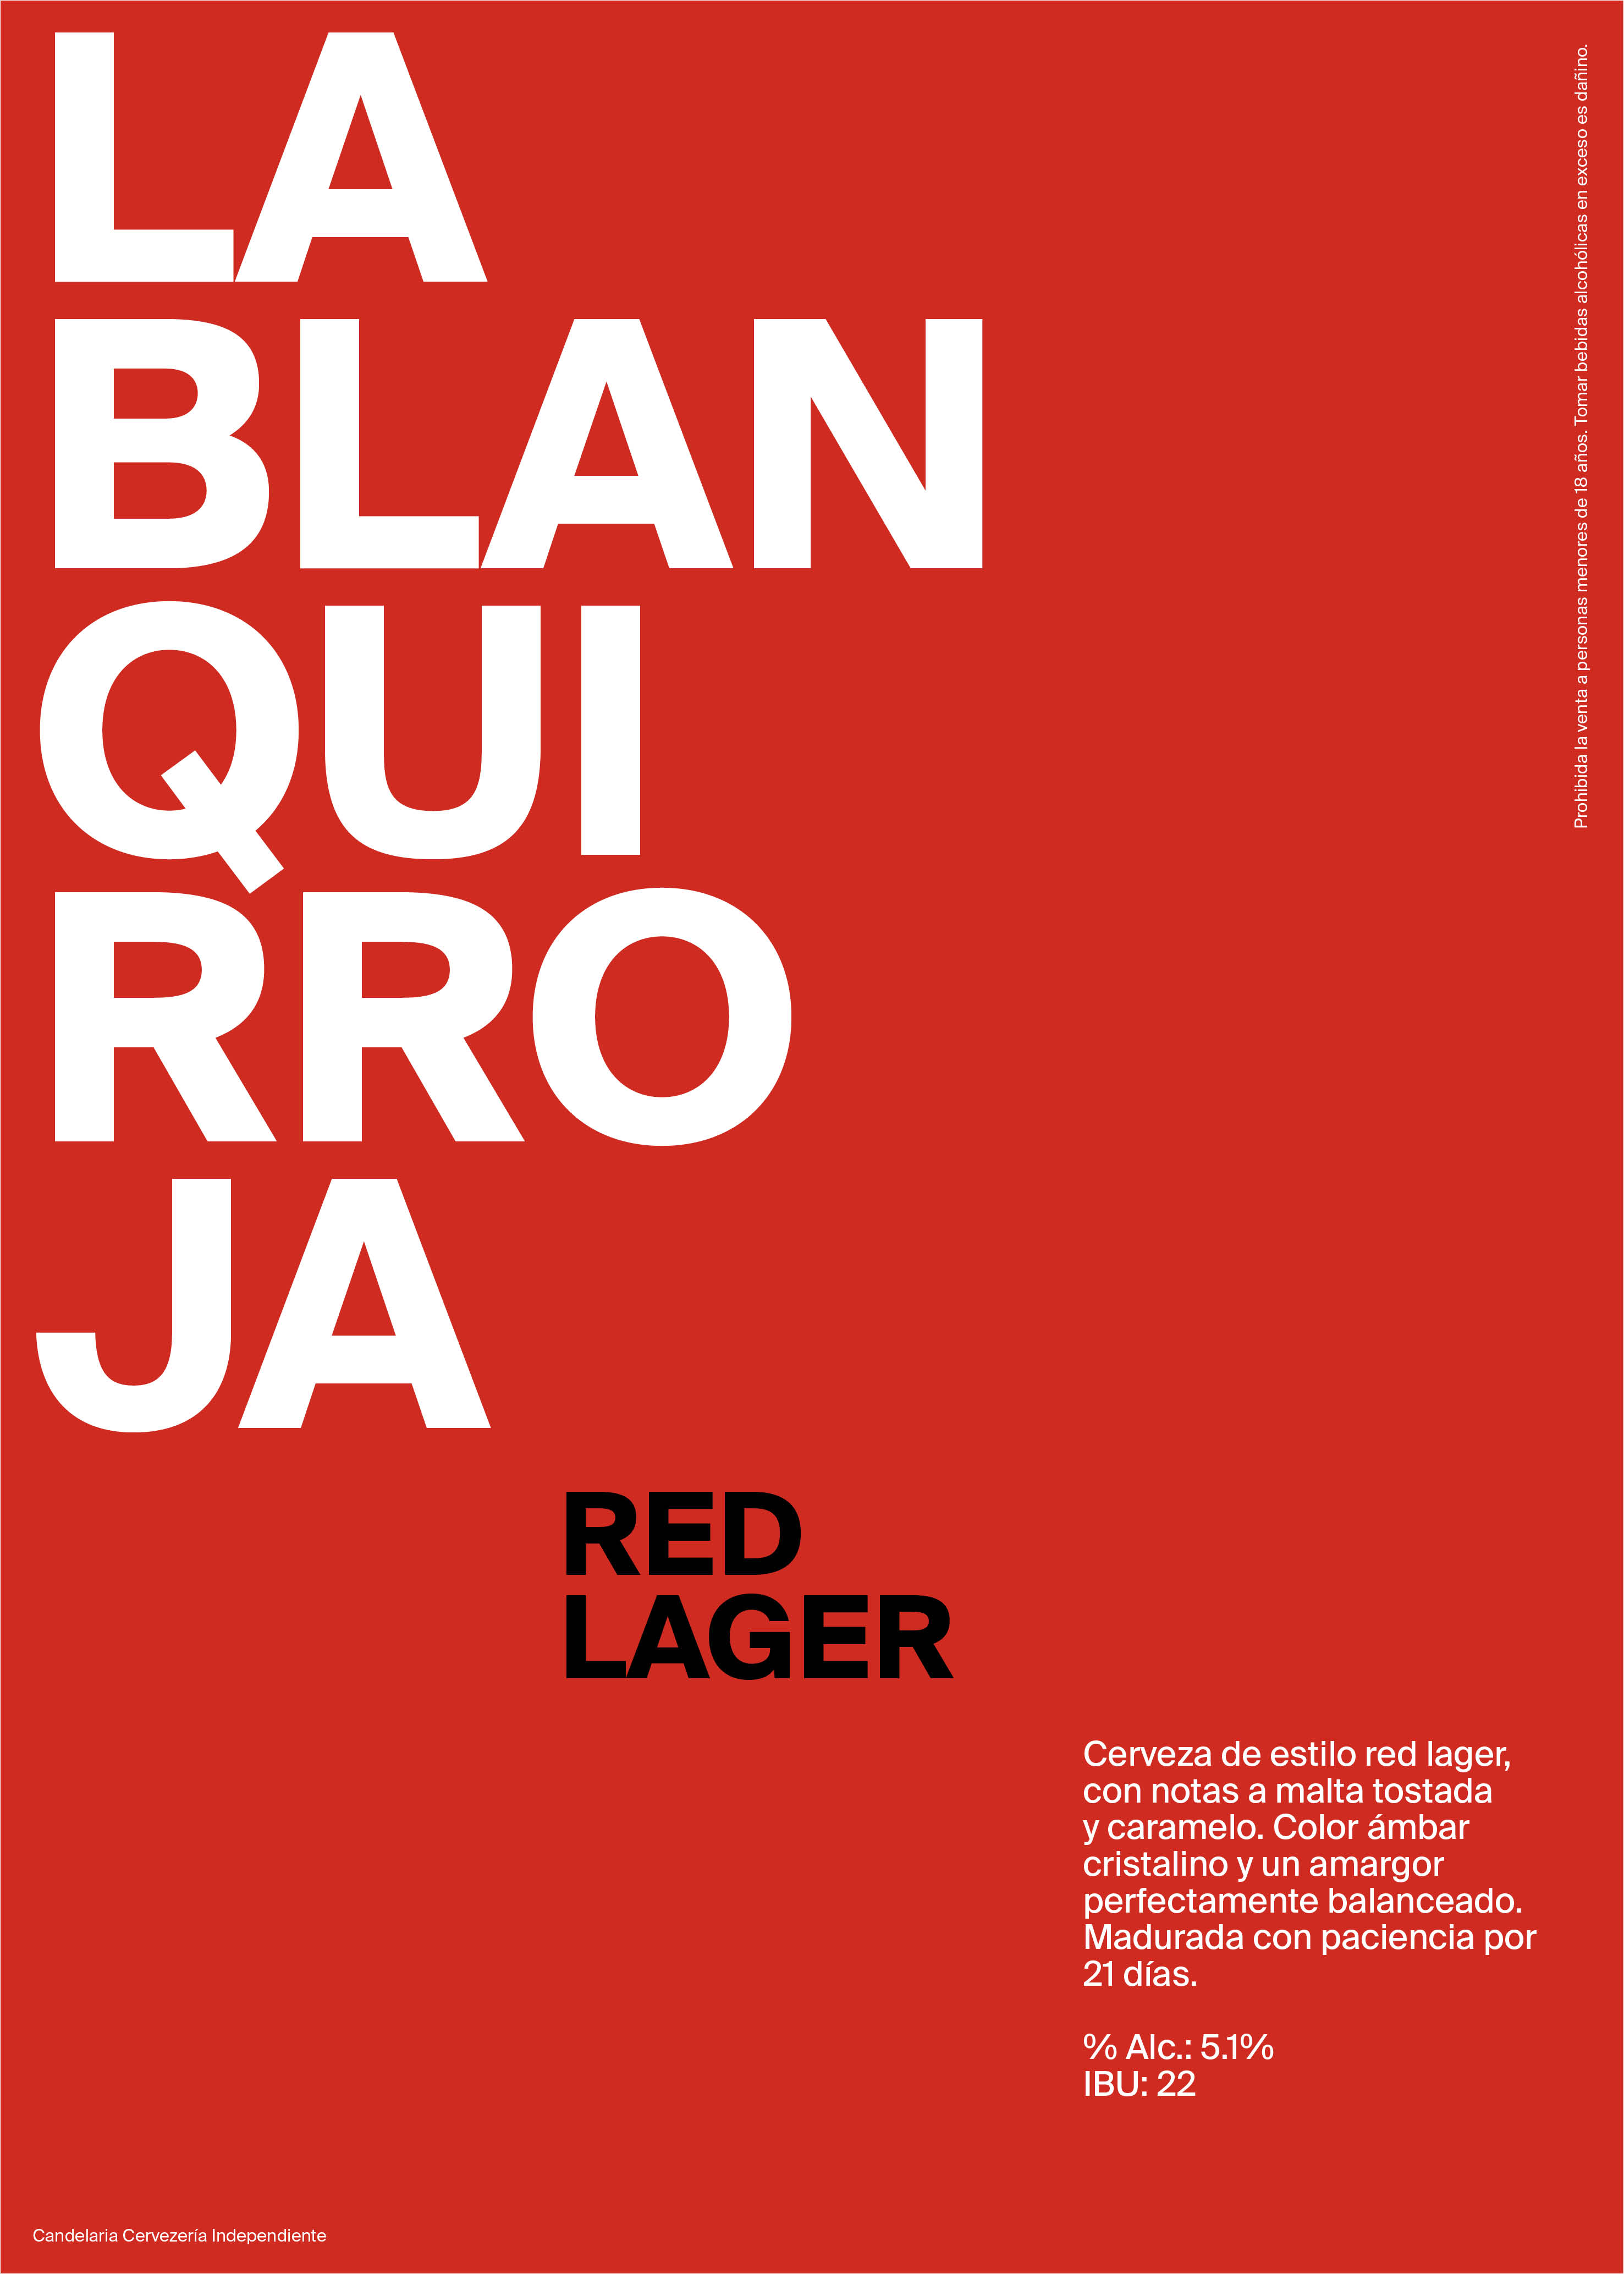 LA
BLAN
QUI
RRO
JA
RED
LAGER
Cerveza de estilo red lager,
con notas a malta tostada
y caramelo. Color ámbar
cristalino y un amargor
perfectamente balanceado.
Madurada con paciencia por
21 días.
% Alc.: 5.1%
IBU: 22
Candelaria Cervezería Independiente
Prohibida la venta a personas menores de 18 años. Tomar bebidas alcohólicas en exceso es dañino.